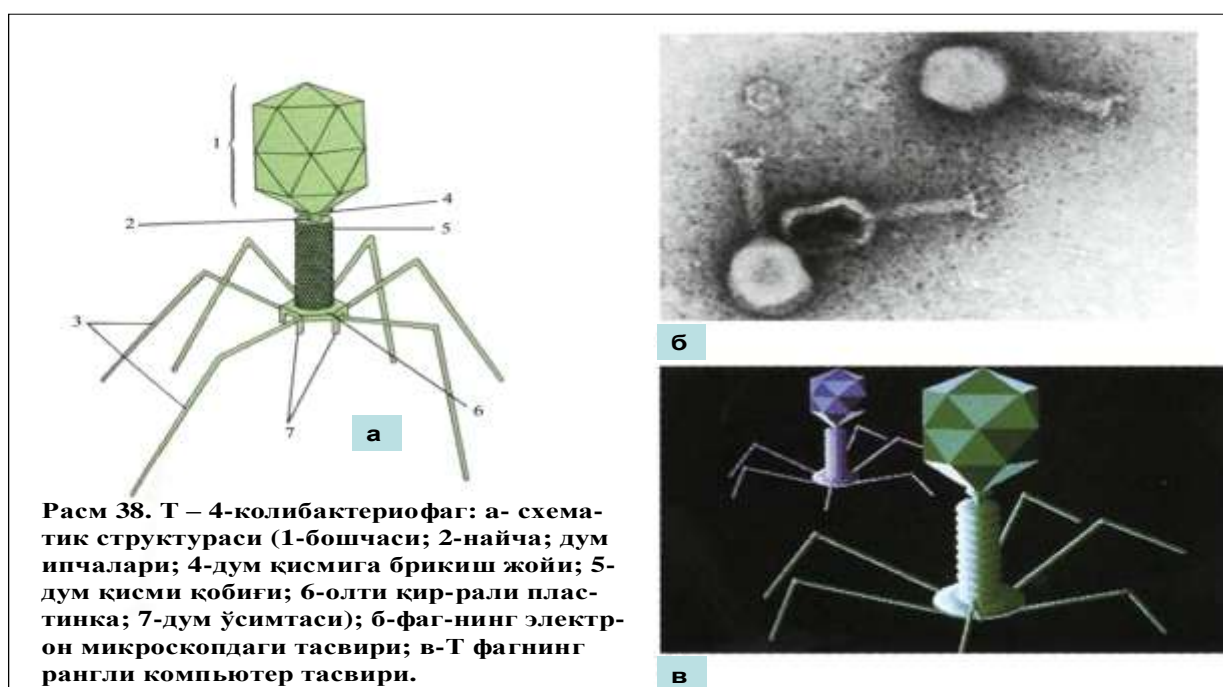 1
2
3
4
5
6
7
а
б
в
Расм 38. Т – 4-колибактериофаг: а- схема-
тик структураси (1-бошчаси; 2-найча; дум
ипчалари; 4-дум қисмига брикиш жойи; 5-
дум қисми қобиғи; 6-олти қир-рали плас-
тинка; 7-дум ўсимтаси); б-фаг-нинг электр-
он микроскопдаги тасвири; в-Т фагнинг
рангли компьютер тасвири.